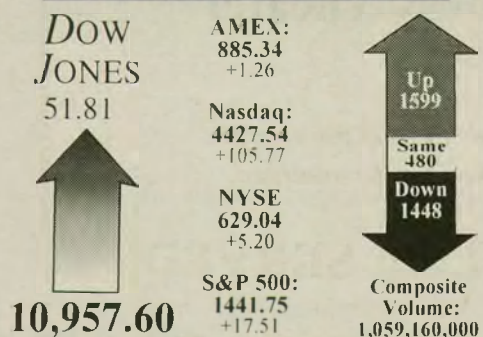 DOW
JONES
51.81
10,957.60
AMEX:
885.34
+1.26
Nasdaq:
4427.54
+105.77
NYSE
629.04
+5.20
S&P 500:
1441.75
+17.51
Up
1599
Same
480
Down
1448
Composite
Volume:
1,059,160,000